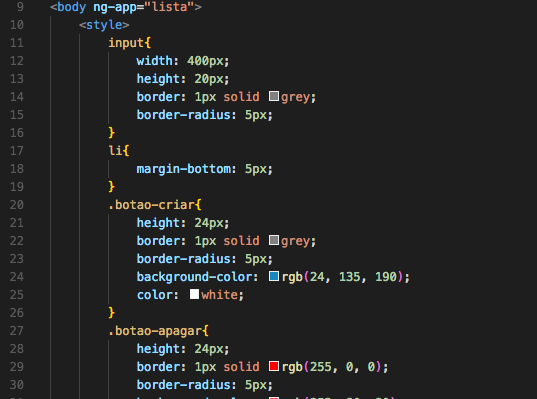 9 <body ng-app="lista">
10 <style>
11 input{
12 width: 400px;
13 height: 20px;
14 border: 1px solid grey;
15 border-radius: 5px;
16 }
17 li{
18 margin-bottom: 5px;
19 }
20 .botao-criar{
21 height: 24px;
22 border: 1px solid grey;
23 border-radius: 5px;
24 background-color: rgb(24, 135, 190);
25 color: white;
26 }
27 .botao-apagar{
28 height: 24px;
29 border: 1px solid rgb(255, 0, 0);
30 border-radius: 5px;